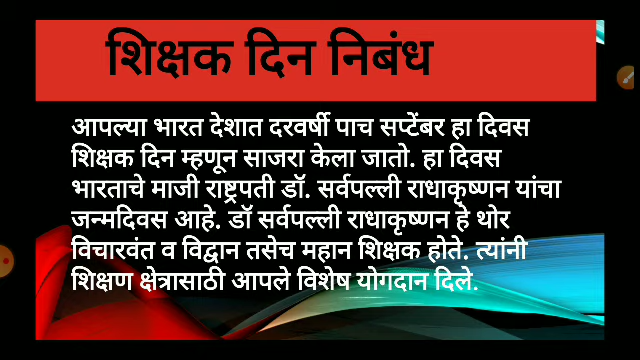 शिक्षक दिन निबंध
आपल्या भारत देशात दरवर्षी पाच सप्टेंबर हा दिवस
शिक्षक दिन म्हणून साजरा केला जातो. हा दिवस
भारताचे माजी राष्ट्रपती डॉ. सर्वपल्ली राधाकृष्णन यांचा
जन्मदिवस आहे. डॉ सर्वपल्ली राधाकृष्णन हे थोर
विचारवंत व विद्वान तसेच महान शिक्षक होते. त्यांनी
शिक्षण क्षेत्रासाठी आपले विशेष योगदान दिले.